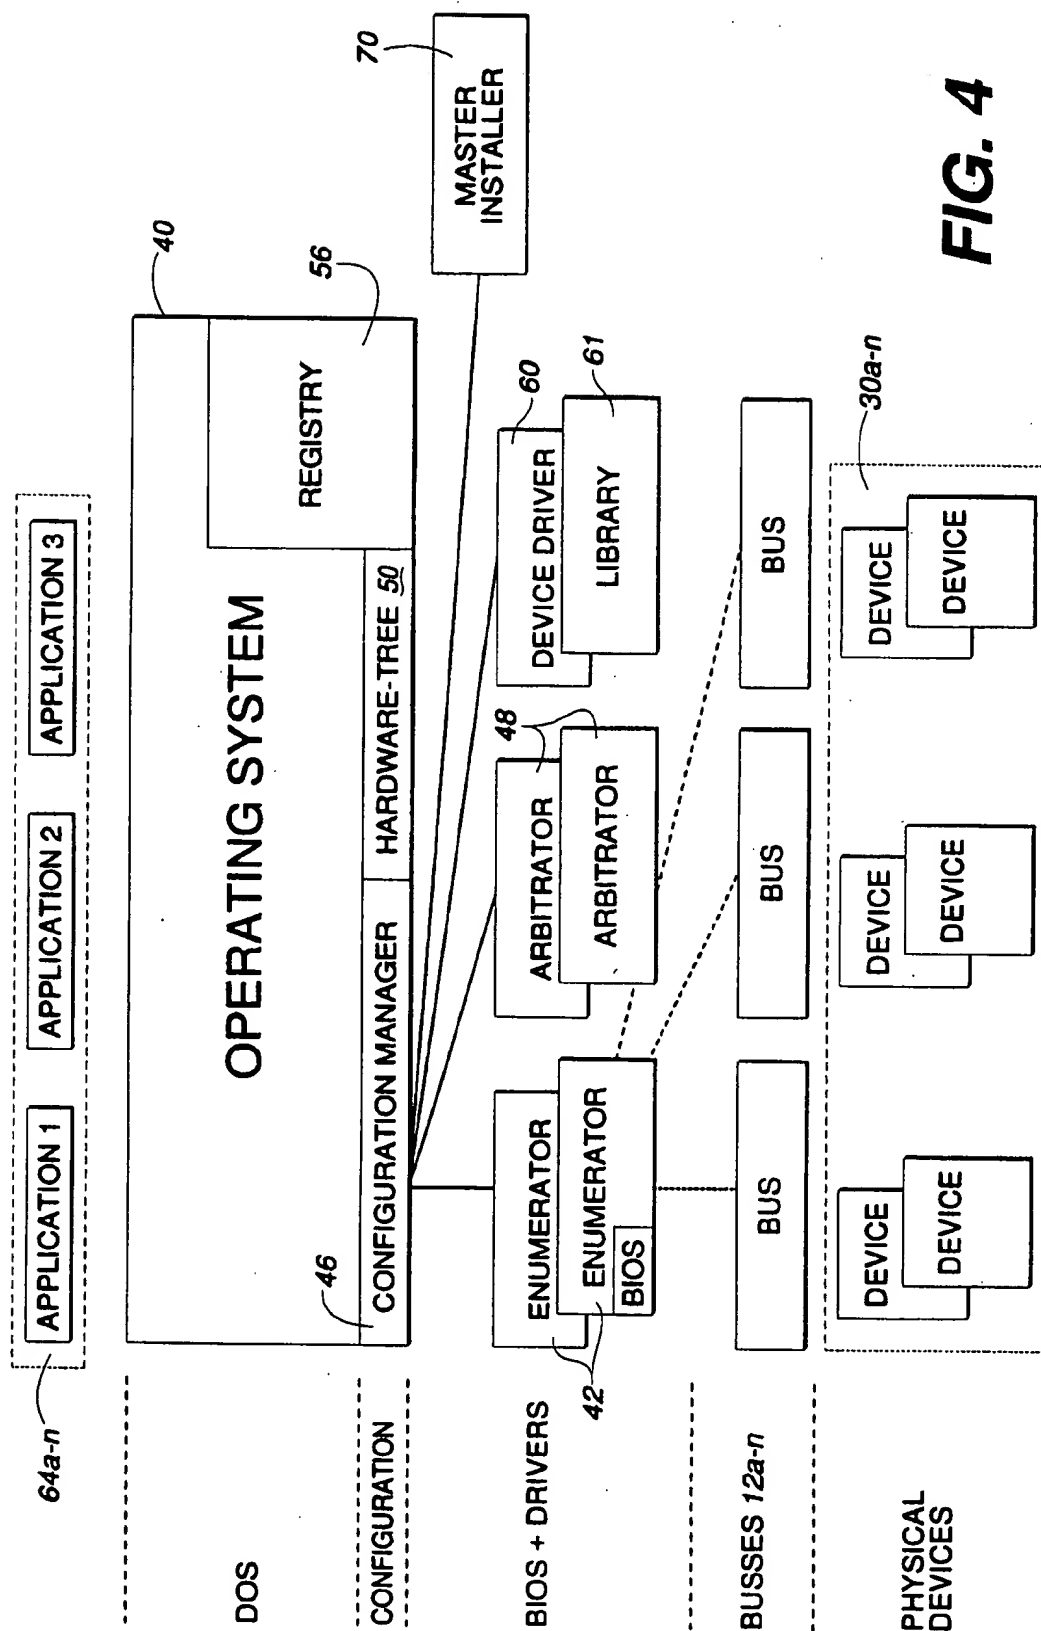 64a-n
APPLICATION 1
APPLICATION 2
APPLICATION 3
DOS
OPERATING SYSTEM
40
REGISTRY
56
CONFIGURATION
46
CONFIGURATION MANAGER
HARDWARE-TREE 50
70
MASTER
INSTALLER
BIOS + DRIVERS
42
ENUMERATOR
ENUMERATOR
BIOS
48
ARBITRATOR
ARBITRATOR
60
DEVICE DRIVER
61
LIBRARY
BUSSES 12a-n
BUS
BUS
BUS
PHYSICAL
DEVICES
30a-n
DEVICE
DEVICE
DEVICE
DEVICE
DEVICE
DEVICE
FIG. 4